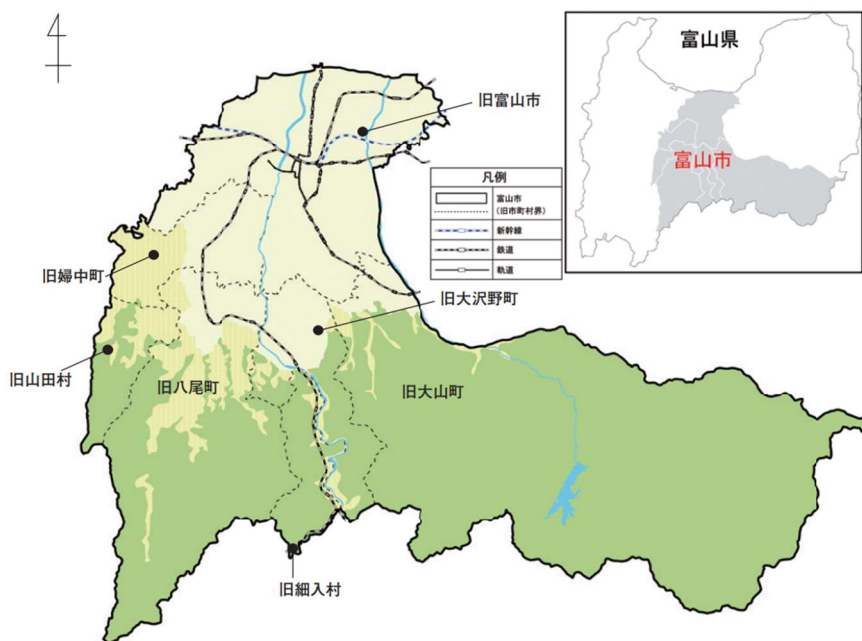 富山県
富山市
旧富山市
凡例
富山市
(旧市町村界)
新幹線
鉄道
軌道
旧婦中町
旧大沢野町
旧山田村
旧八尾町
旧大山町
旧細入村